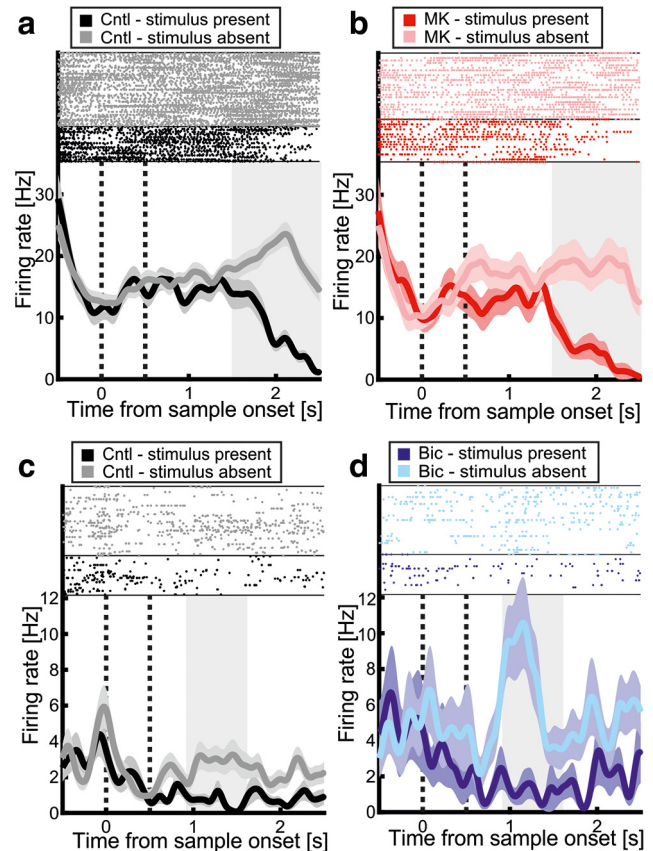 a
Cntl - stimulus present
Cntl - stimulus absent
Firing rate [Hz]
30
20
10
0
0
1
2
Time from sample onset [s]
b
MK - stimulus present
MK - stimulus absent
Firing rate [Hz]
30
20
10
0
0
1
2
Time from sample onset [s]
c
Cntl - stimulus present
Cntl - stimulus absent
Firing rate [Hz]
12
10
8
6
4
2
0
0
1
2
Time from sample onset [s]
d
Bic - stimulus present
Bic - stimulus absent
Firing rate [Hz]
12
10
8
6
4
2
0
0
1
2
Time from sample onset [s]